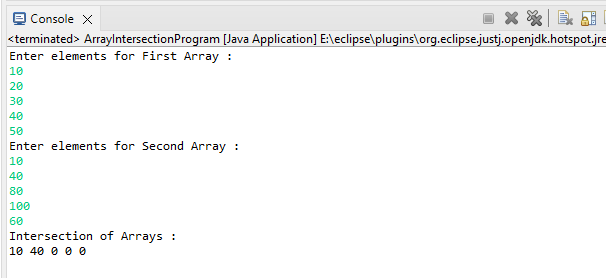 Console
<terminated> ArrayIntersectionProgram [Java Application] E:\eclipse\plugins\org.eclipse.justj.openjdk.hotspot.jre
Enter elements for First Array :
10
20
30
40
50
Enter elements for Second Array :
10
40
80
100
60
Intersection of Arrays :
10 40 0 0 0